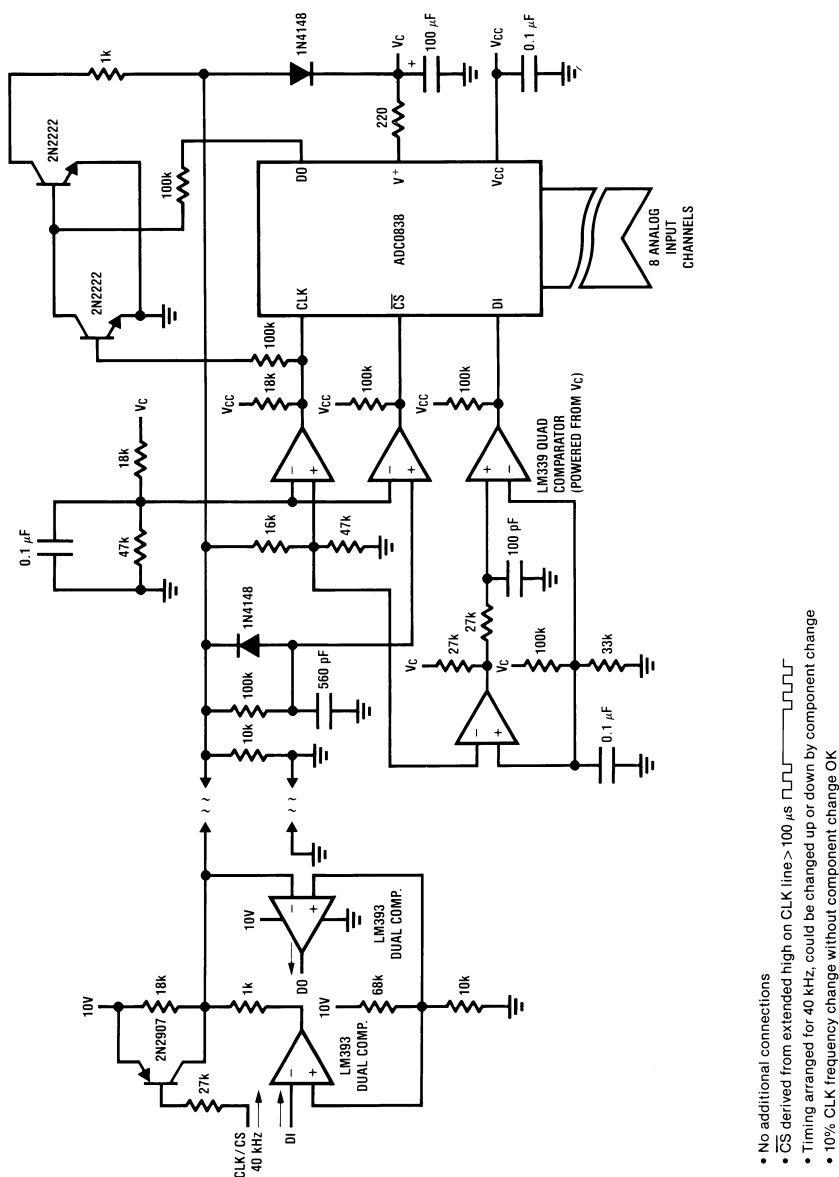 CLK/CS
40 kHz
27k
2N2907
10V
18k
1k
DI
LM393
DUAL COMP.
10V
68k
10k
DO
10V
LM393
DUAL COMP.
~ ~
~ ~
10k
100k
560 pF
1N4148
16k
47k
0.1 µF
47k
18k
VC
VCC
18k
100k
VCC
100k
VCC
100k
LM339 QUAD
COMPARATOR
(POWERED FROM VC)
VC
27k
27k
100 pF
VC
100k
33k
0.1 µF
2N2222
2N2222
100k
1k
1N4148
CLK
CS
DI
ADC0838
DO
V+
VCC
220
VC
+
100 µF
VCC
0.1 µF
8 ANALOG
INPUT
CHANNELS
• No additional connections
• CS derived from extended high on CLK line > 100 µs
• Timing arranged for 40 kHz, could be changed up or down by component change
• 10% CLK frequency change without component change OK